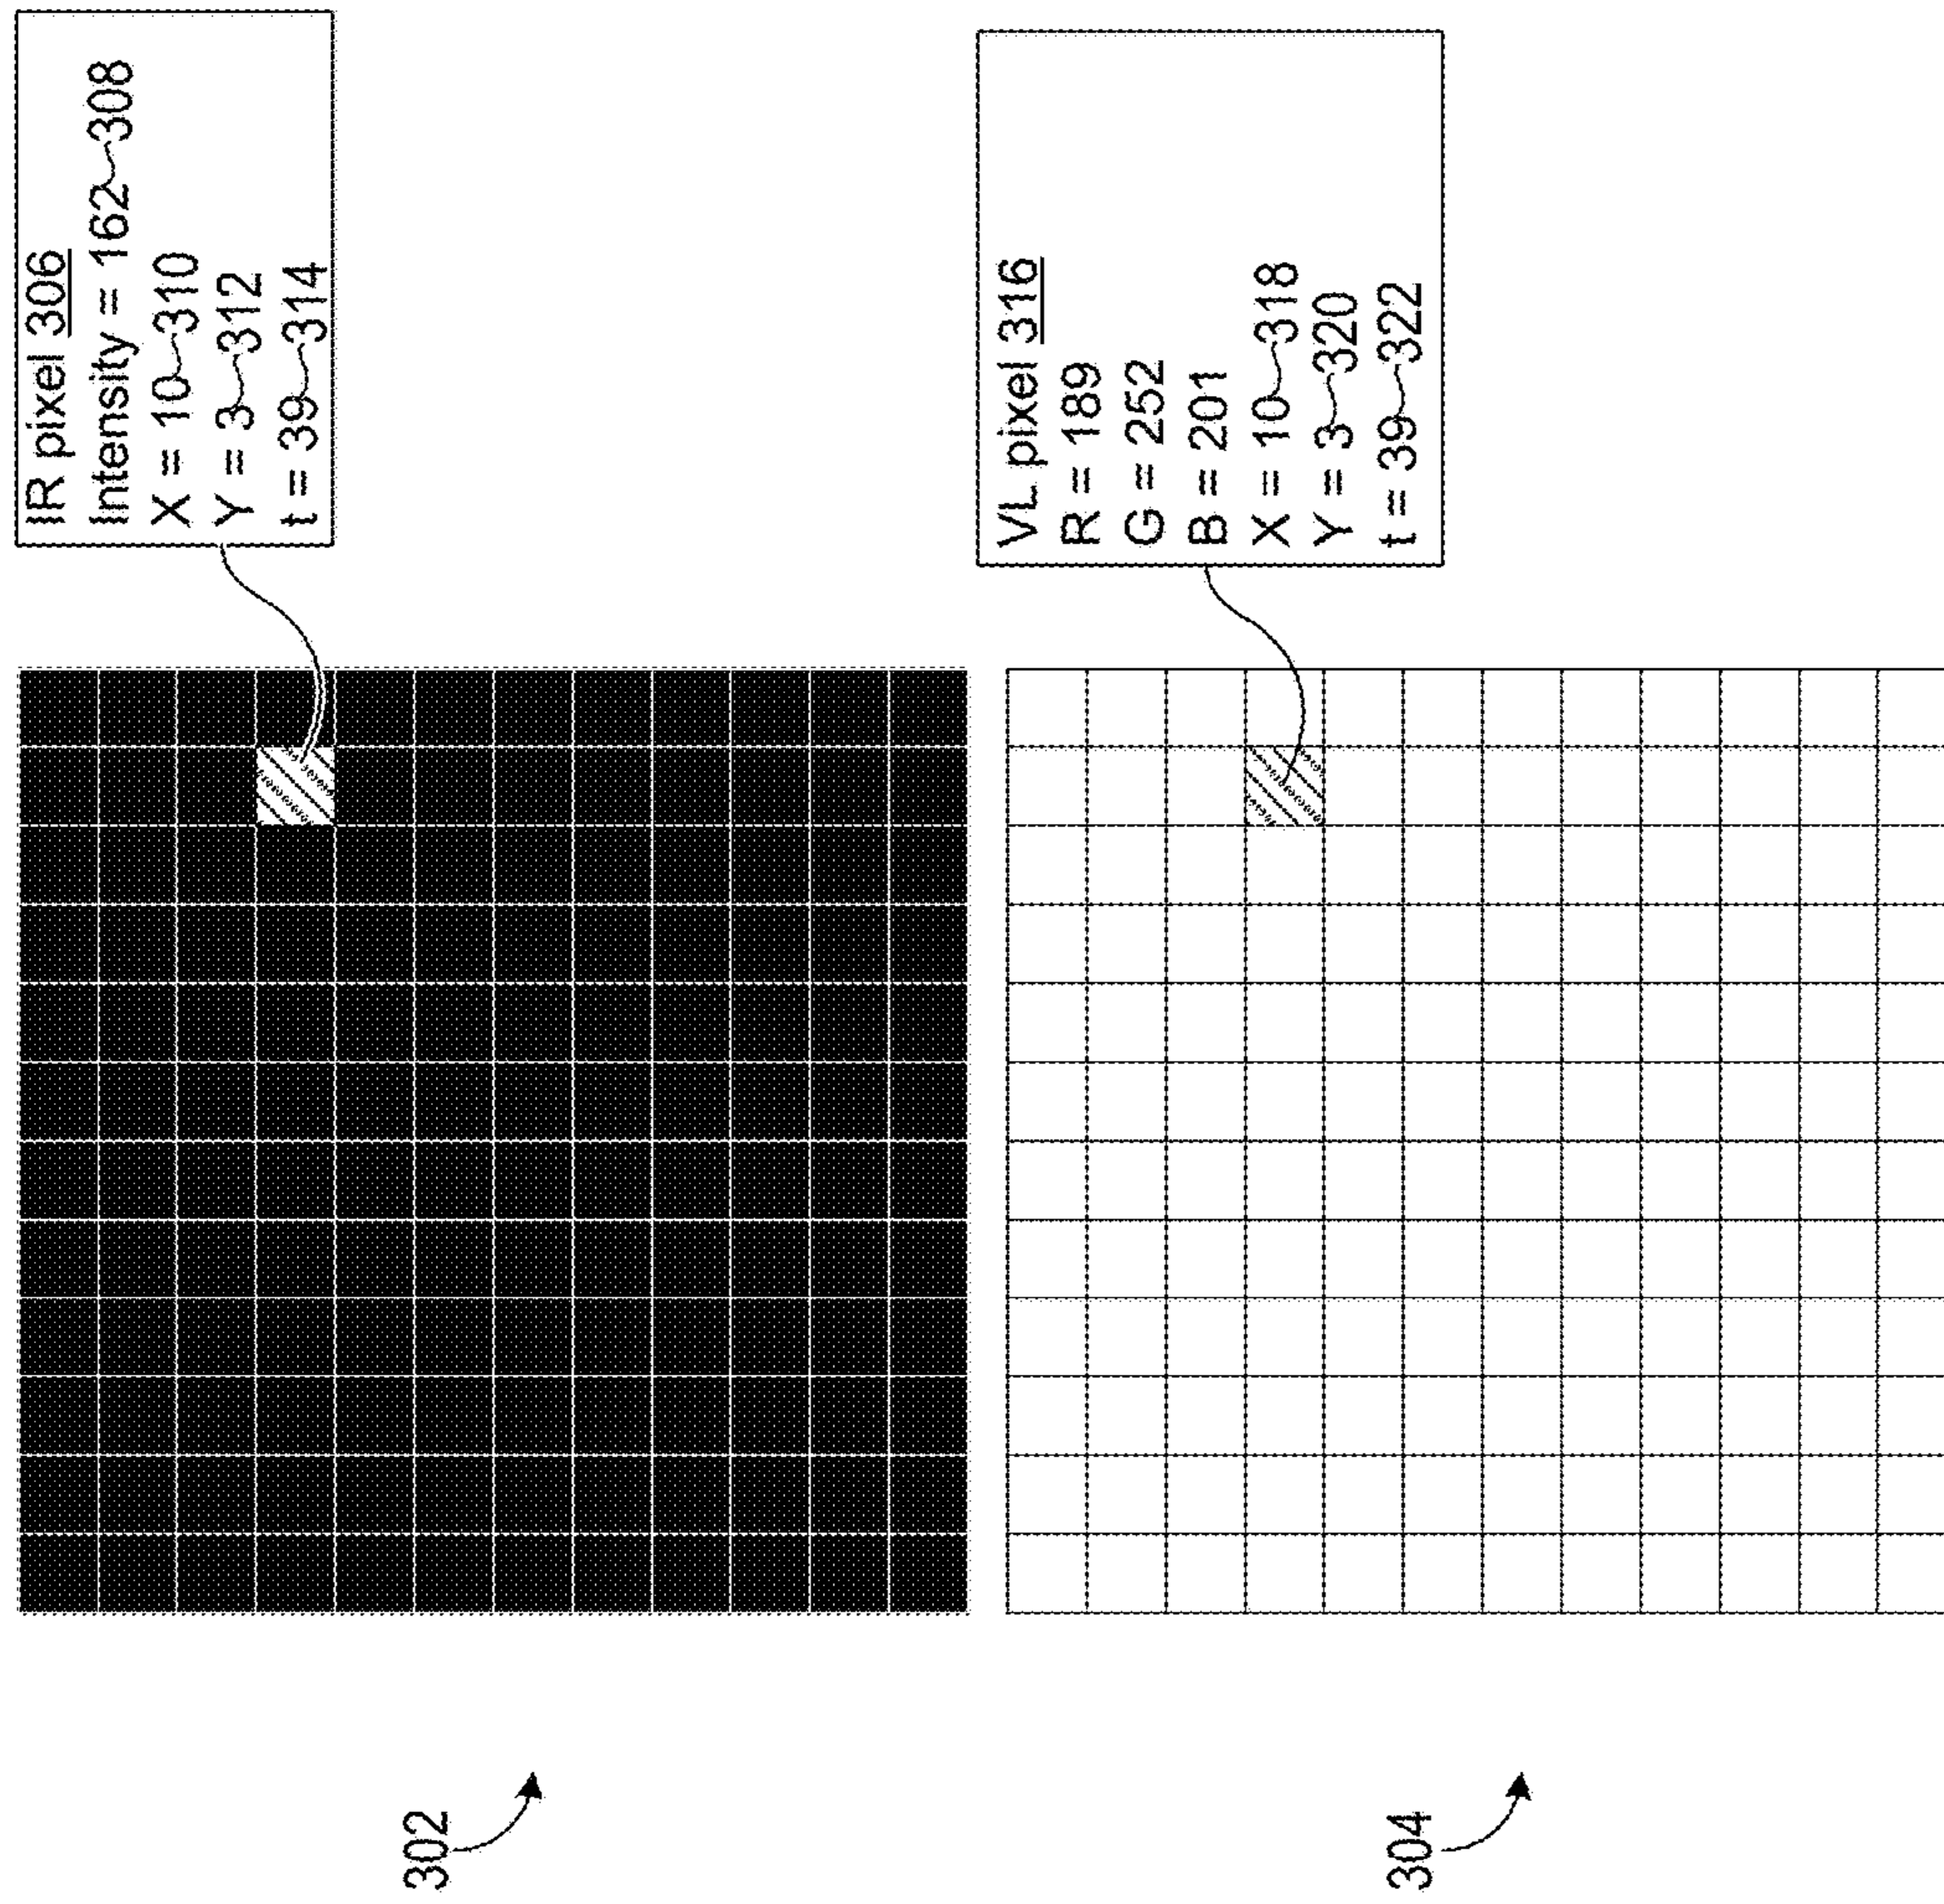 IR pixel 306
Intensity = 162 308
X = 10 310
Y = 3 312
t = 39 314
302
VL pixel 316
R = 189
G = 252
B = 201
X = 10 318
Y = 3 320
t = 39 322
304